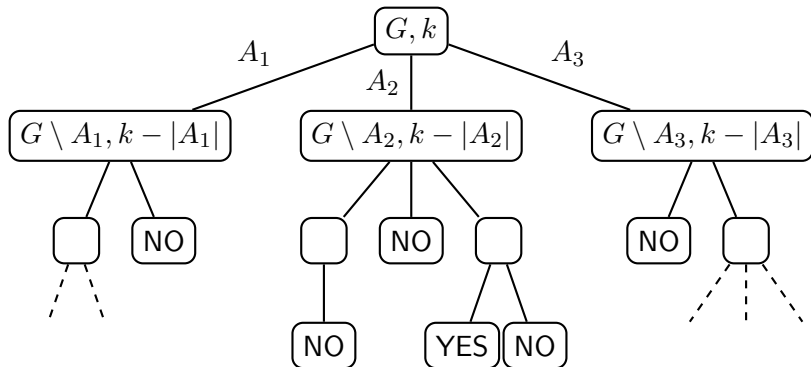 G, k
A₁
A₂
A₃
G \ A₁, k − |A₁|
G \ A₂, k − |A₂|
G \ A₃, k − |A₃|
NO
NO
NO
NO
YES
NO